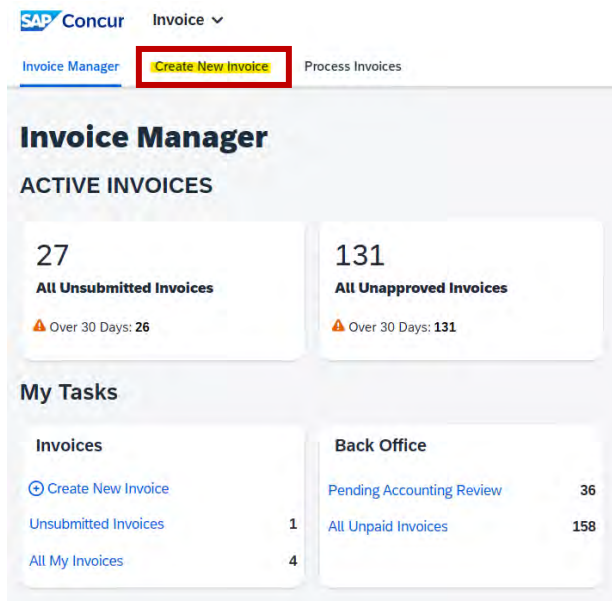 SAP Concur Invoice
Invoice Manager Create New Invoice Process Invoices
Invoice Manager
ACTIVE INVOICES
27
All Unsubmitted Invoices
Over 30 Days: 26
131
All Unapproved Invoices
Over 30 Days: 131
My Tasks
Invoices
Create New Invoice
Unsubmitted Invoices 1
All My Invoices 4
Back Office
Pending Accounting Review 36
All Unpaid Invoices 158